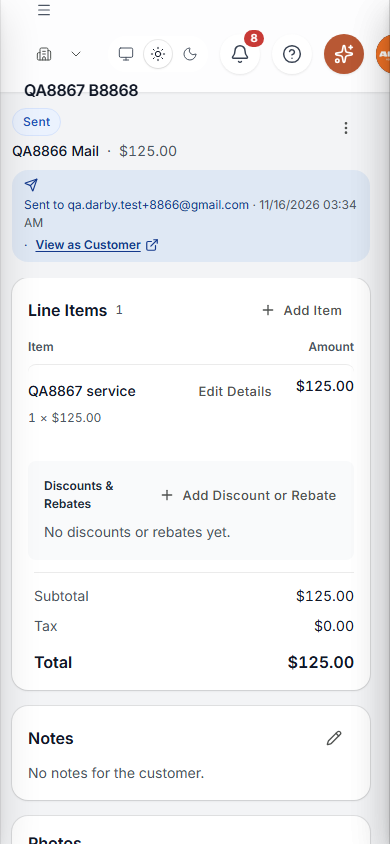 8
QA8867 B8868
Sent
QA8866 Mail · $125.00
Sent to qa.darby.test+8866@gmail.com · 11/16/2026 03:34
AM
· View as Customer
Line Items 1
+ Add Item
Item Amount
QA8867 service Edit Details $125.00
1 × $125.00
Discounts &
Rebates
+ Add Discount or Rebate
No discounts or rebates yet.
Subtotal $125.00
Tax $0.00
Total $125.00
Notes
No notes for the customer.
Photos